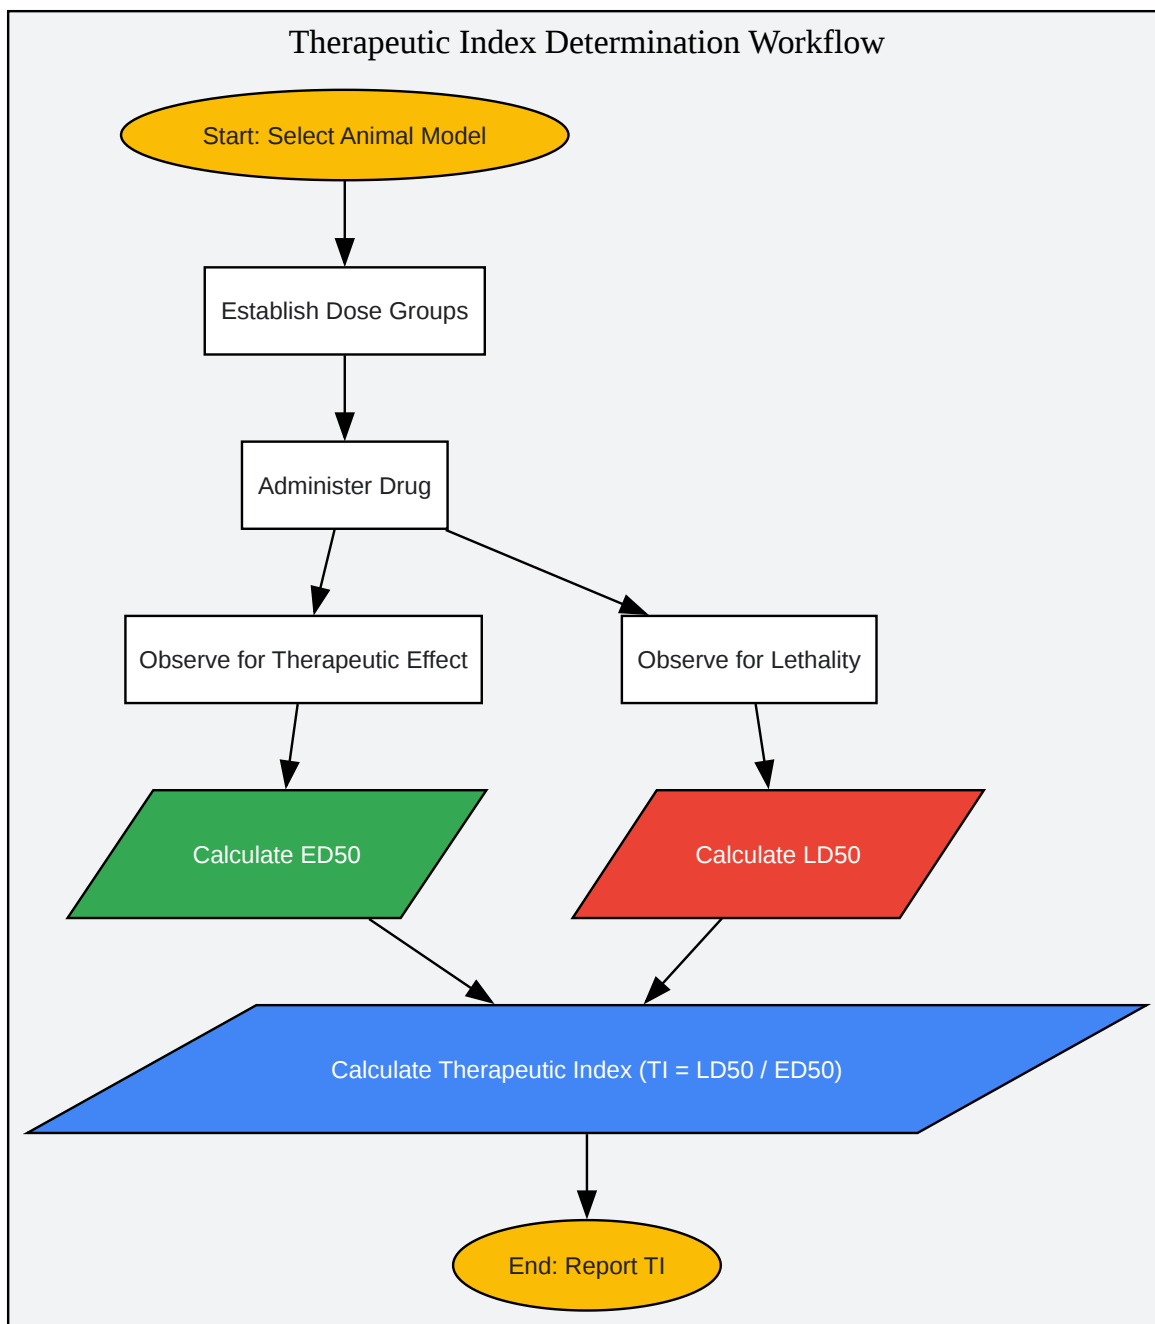 Therapeutic Index Determination Workflow
Start: Select Animal Model
Establish Dose Groups
Administer Drug
Observe for Therapeutic Effect
Observe for Lethality
Calculate ED50
Calculate LD50
Calculate Therapeutic Index (TI = LD50 / ED50)
End: Report TI